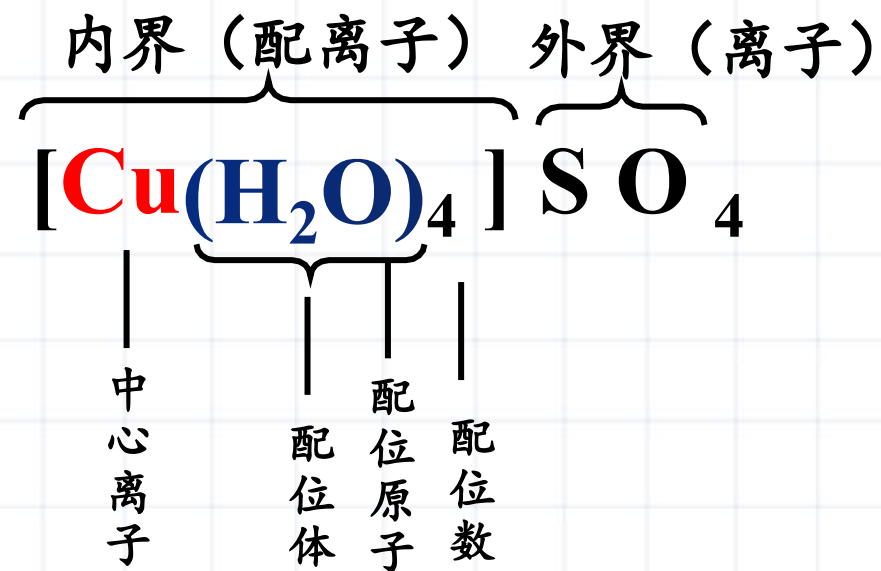 内界（配离子） 外界（离子）
[Cu(H₂O)₄]SO₄
中心离子
配位体
配位原子
配位数